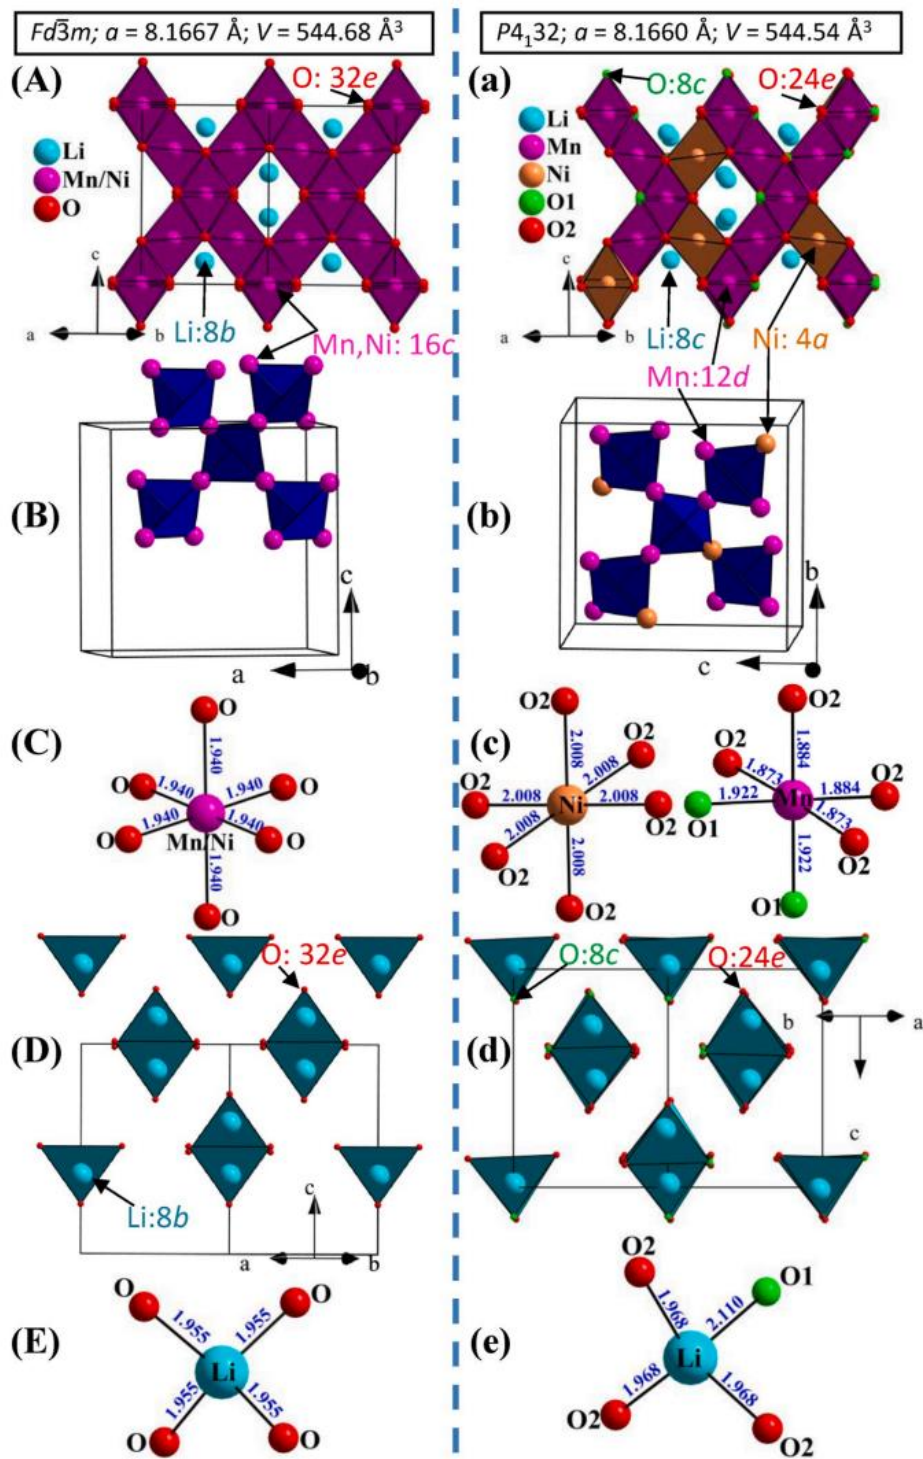 Fd3̅m; a = 8.1667 Å; V = 544.68 Å³
(A)
O: 32e
Li
Mn/Ni
O
c
a
b
Li:8b
Mn,Ni: 16c
(B)
c
a
b
(C)
O
O
O
O
O
O
1.940
1.940
1.940
1.940
1.940
1.940
Mn/Ni
O: 32e
(D)
Li:8b
c
a
b
(E)
O
O
O
O
1.955
1.955
1.955
1.955
Li
P4₁32; a = 8.1660 Å; V = 544.54 Å³
(a)
O:8c
O:24e
Li
Mn
Ni
O1
O2
c
a
b
Li:8c
Ni: 4a
Mn:12d
(b)
b
c
(c)
O2
O2
O2
O2
O2
O2
2.008
2.008
2.008
2.008
2.008
2.008
Ni
O2
O2
O2
O2
O1
O1
1.884
1.873
1.922
1.884
1.873
1.922
Mn
O:8c
O:24e
(d)
b
a
c
(e)
O2
O1
O2
O2
1.968
2.110
1.968
1.968
Li